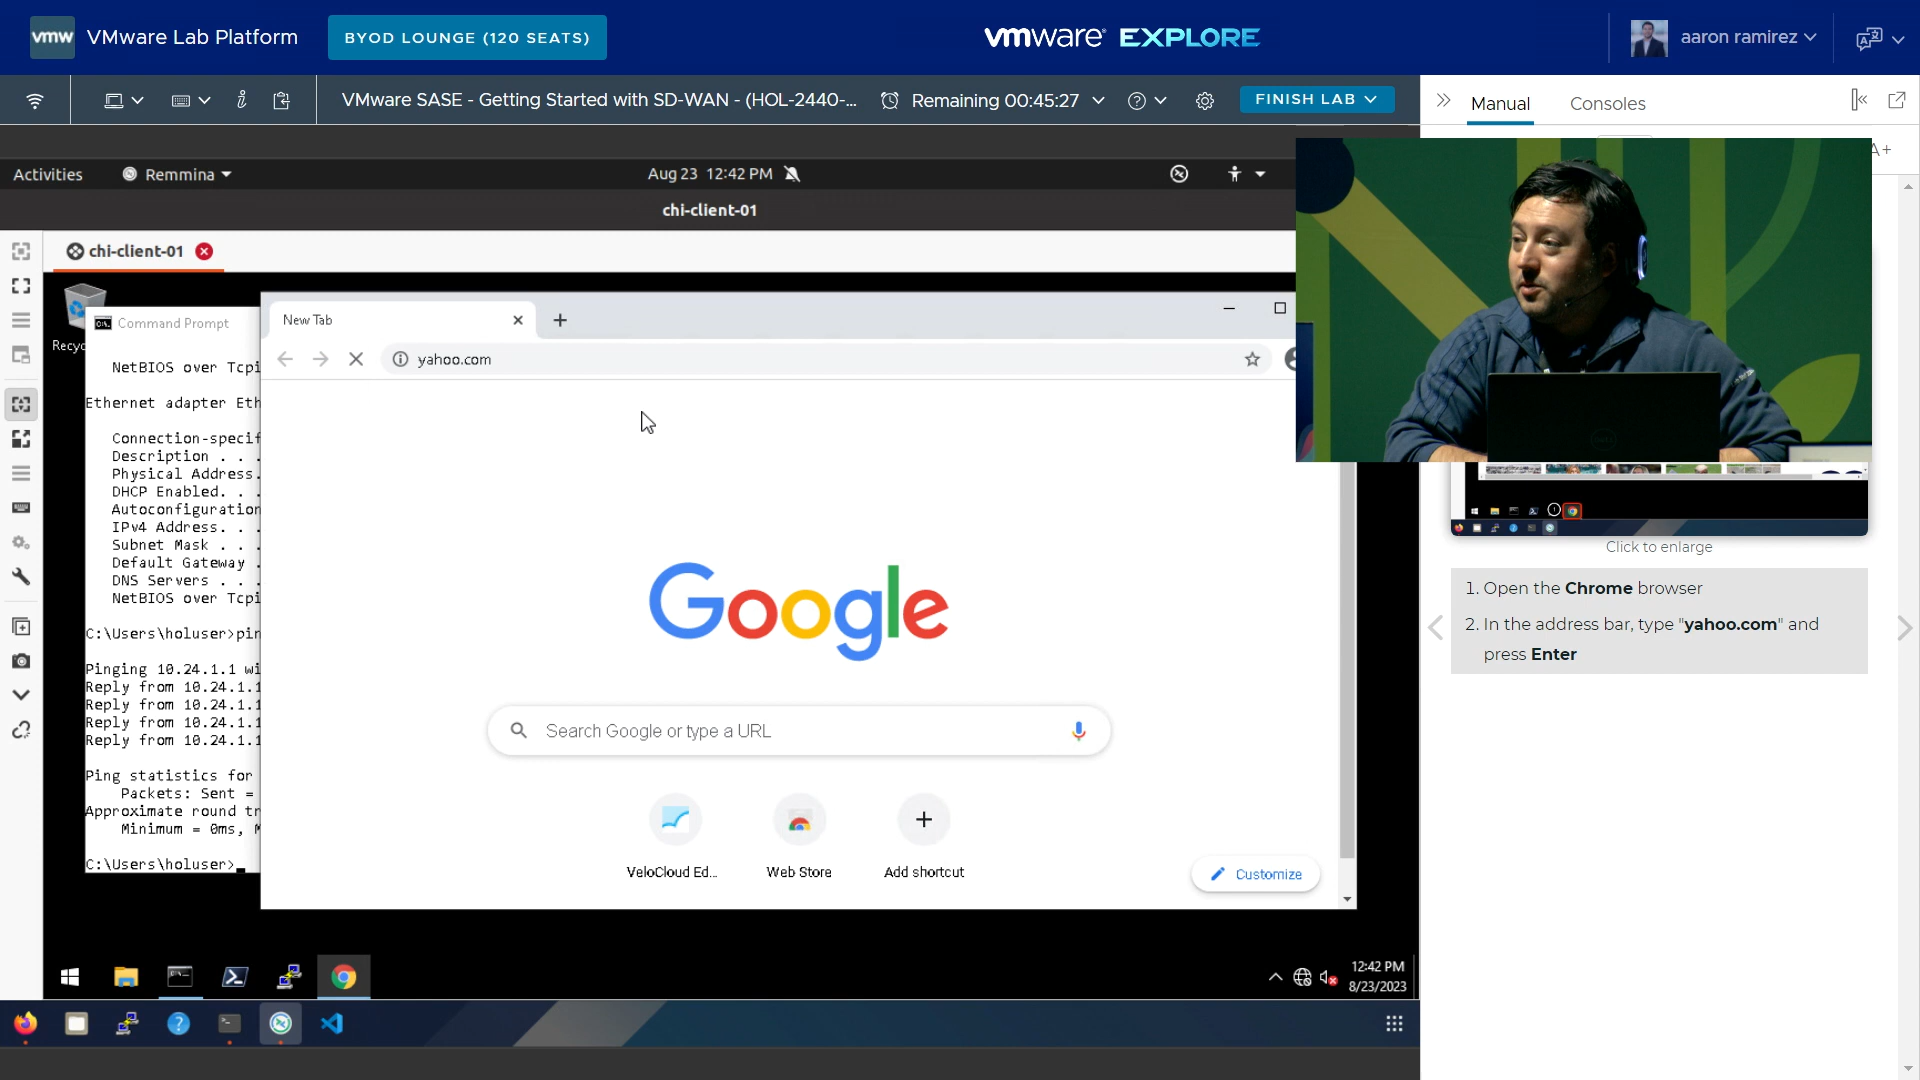 vmw VMware Lab Platform
BYOD LOUNGE (120 SEATS)
vmware EXPLORE
aaron ramirez
VMware SASE - Getting Started with SD-WAN - (HOL-2440-...
Remaining 00:45:27
FINISH LAB
Manual
Consoles
A+
Activities
Remmina
Aug 23 12:42 PM
chi-client-01
chi-client-01
Recyc
Command Prompt
NetBIOS over Tcpi
Ethernet adapter Eth
Connection-specif
Description . . .
Physical Address.
DHCP Enabled. . .
Autoconfiguration
IPv4 Address. . .
Subnet Mask . . .
Default Gateway .
DNS Servers . . .
NetBIOS over Tcpi
C:\Users\holuser>pin
Pinging 10.24.1.1 wi
Reply from 10.24.1.1
Reply from 10.24.1.1
Reply from 10.24.1.1
Reply from 10.24.1.1
Ping statistics for
Packets: Sent =
Approximate round tr
Minimum = 0ms, M
C:\Users\holuser>
New Tab
yahoo.com
Google
Search Google or type a URL
VeloCloud Ed...
Web Store
Add shortcut
Customize
12:42 PM
8/23/2023
DELL
Click to enlarge
1. Open the Chrome browser
2. In the address bar, type "yahoo.com" and
press Enter